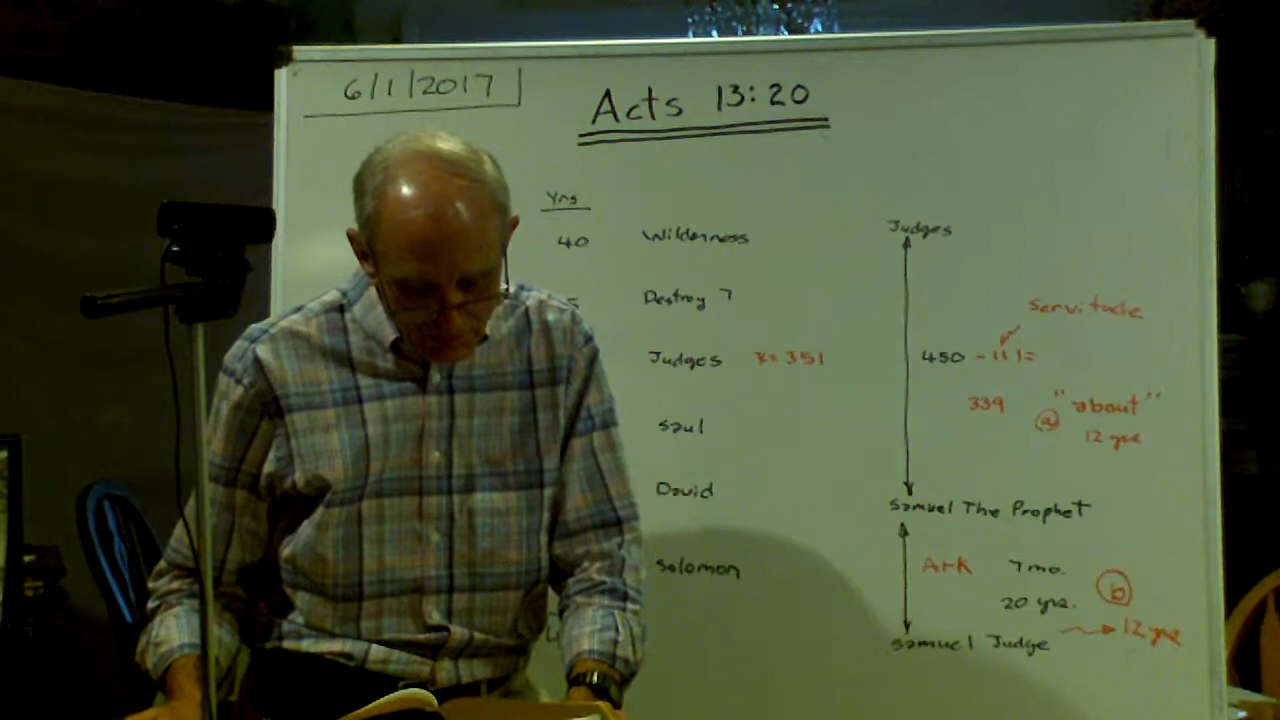 6/1/2017
Acts 13:20
Yrs
40 Wilderness
5 Destroy 7
Judges x=351
Saul
David
Solomon
Judges
servitude
450 - 111 =
339 "about"
a 12 yrs
Samuel The Prophet
Ark 7 mo.
20 yrs. b
12 yrs
Samuel Judge